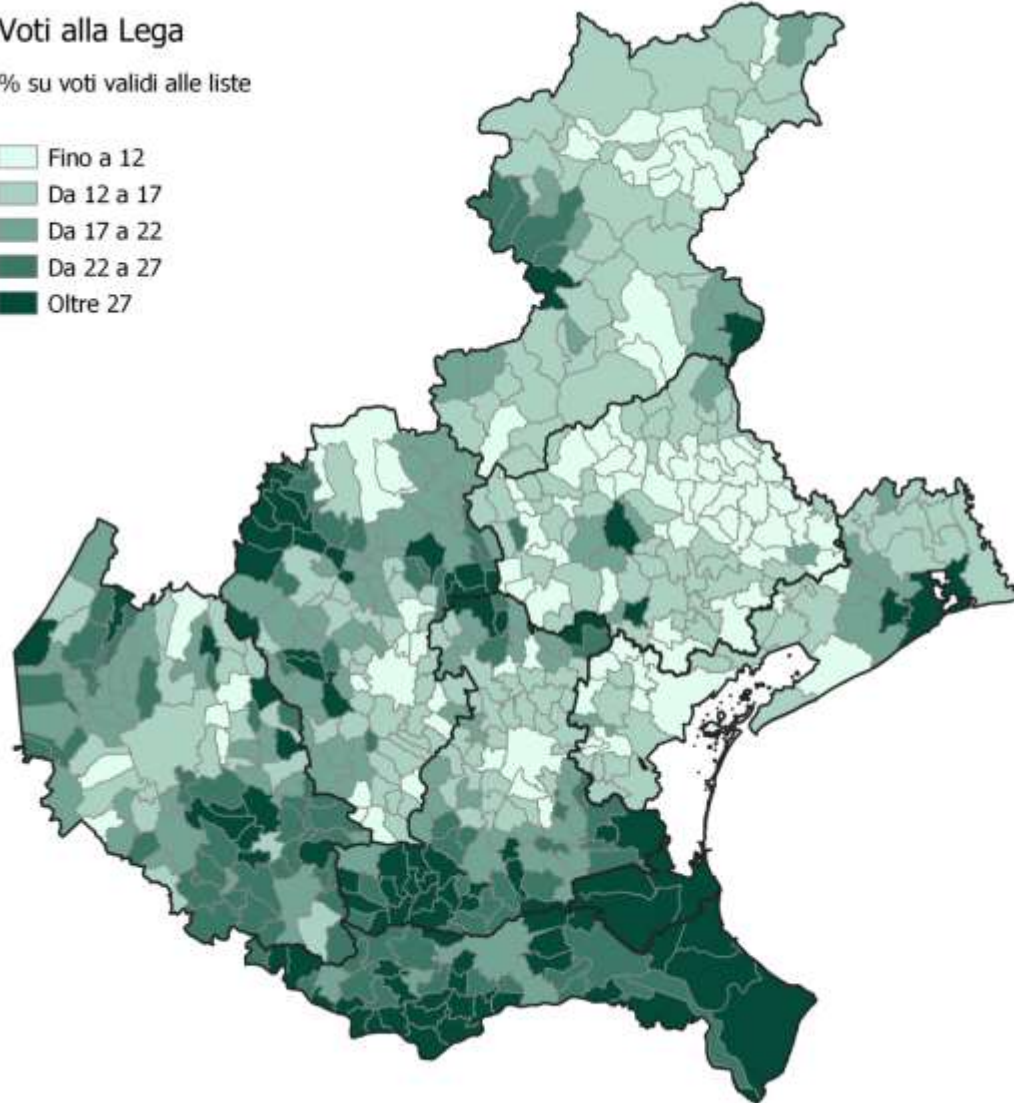 Voti alla Lega
% su voti validi alle liste
Fino a 12
Da 12 a 17
Da 17 a 22
Da 22 a 27
Oltre 27